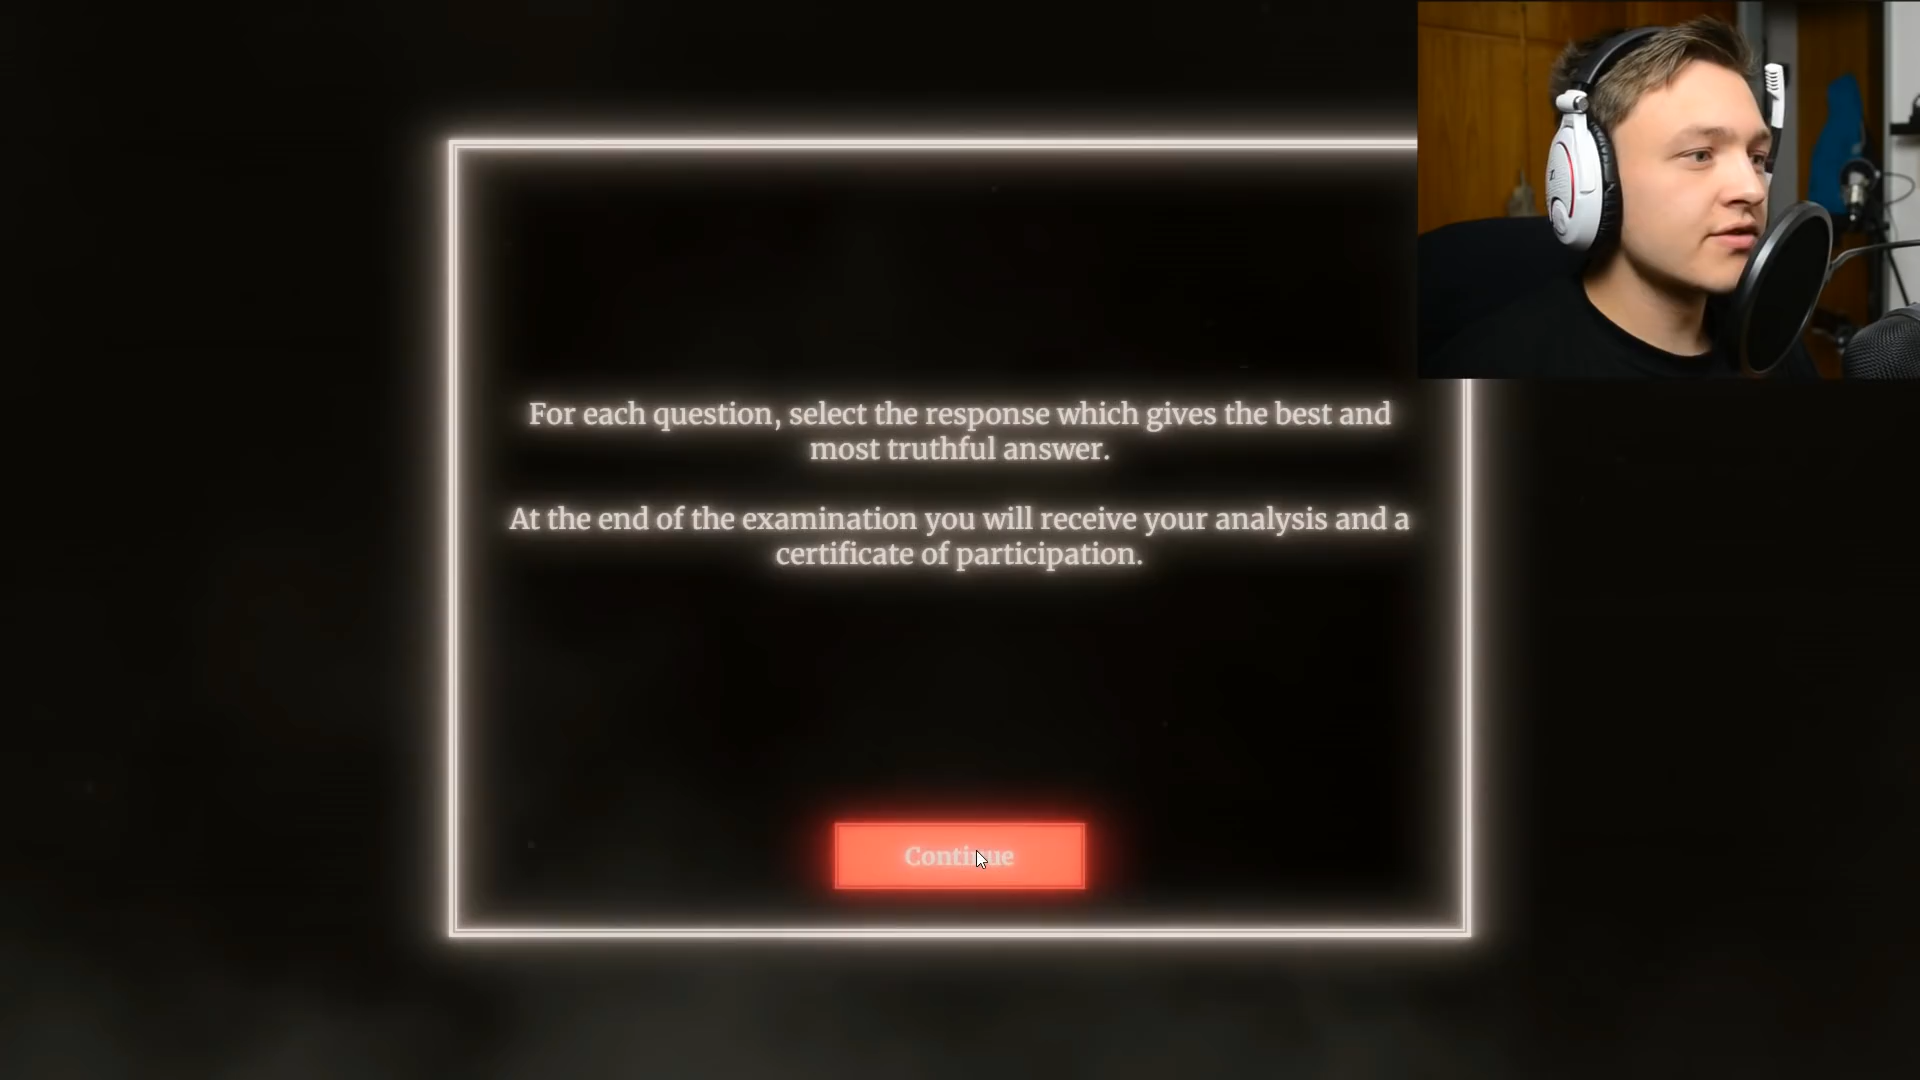 For each question, select the response which gives the best and
most truthful answer.
At the end of the examination you will receive your analysis and a
certificate of participation.
Continue